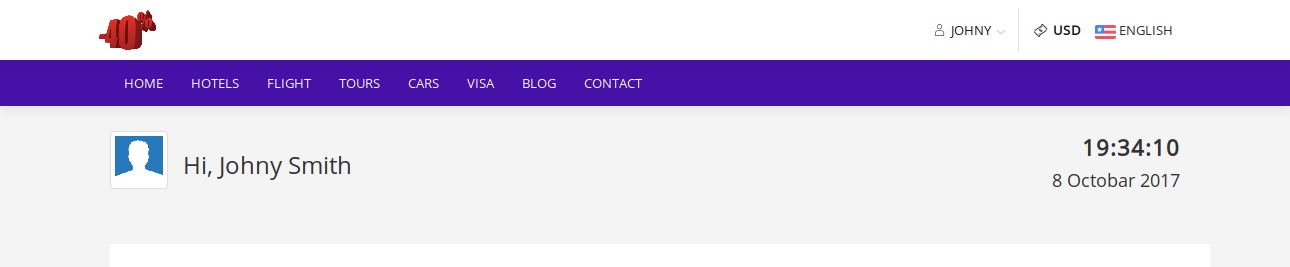 40%
JOHNY
USD
ENGLISH
HOME HOTELS FLIGHT TOURS CARS VISA BLOG CONTACT
Hi, Johny Smith
19:34:10
8 Octobar 2017